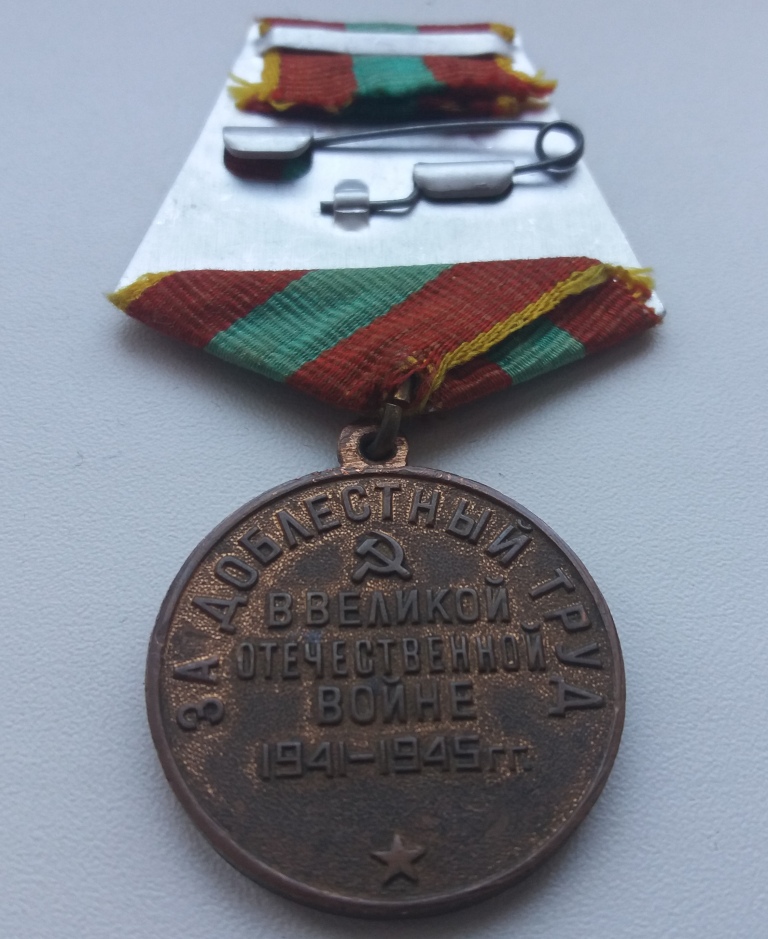 ЗА ДОБЛЕСТНЫЙ ТРУД
В ВЕЛИКОЙ
ОТЕЧЕСТВЕННОЙ
ВОЙНЕ
1941-1945 гг.